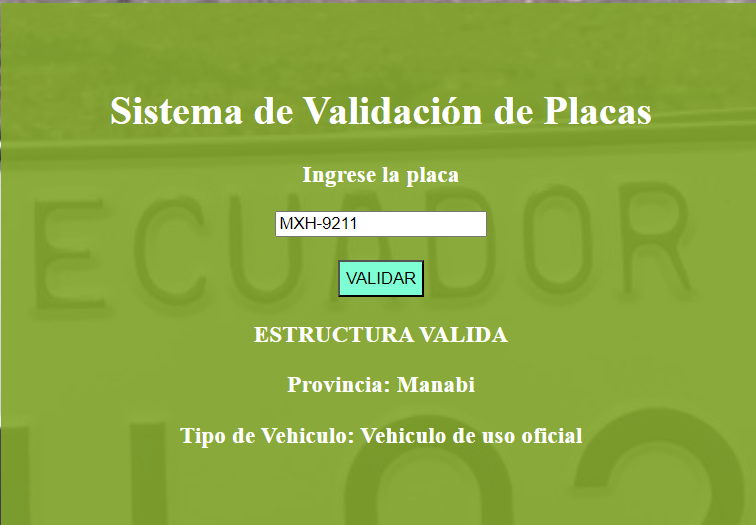 Sistema de Validación de Placas
Ingrese la placa
ECUADOR
MXH-9211
VALIDAR
ESTRUCTURA VALIDA
Provincia: Manabi
Tipo de Vehiculo: Vehiculo de uso oficial